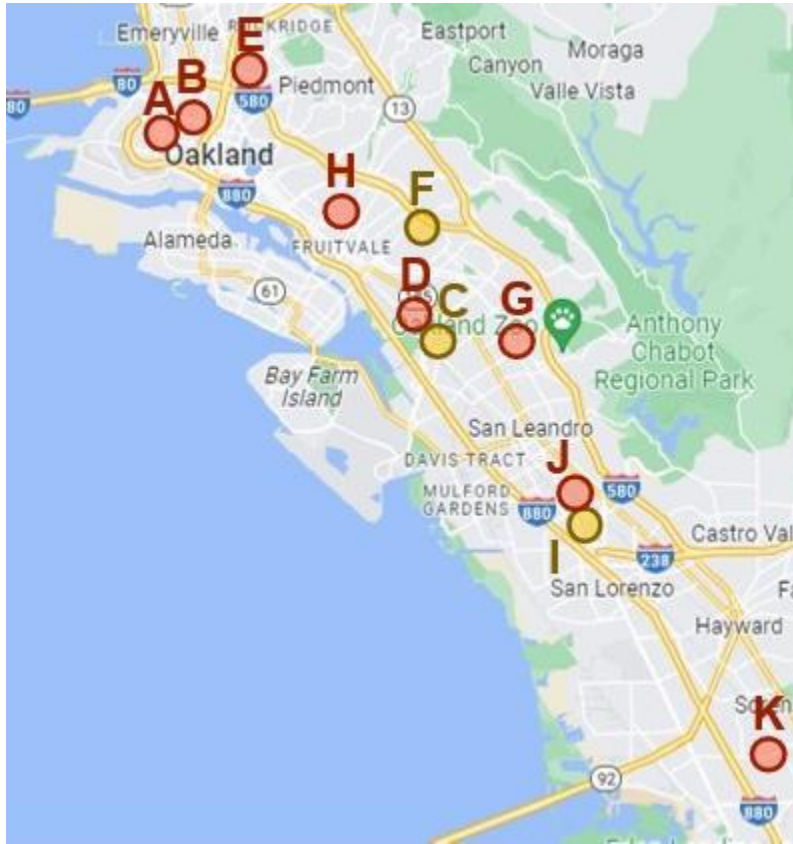 Emeryville
E
ROCKRIDGE
Eastport
Moraga
Canyon
Valle Vista
80
80
A
B
580
Piedmont
13
Oakland
880
H
F
Alameda
FRUITVALE
61
D
C
G
Oakland Zoo
Anthony
Chabot
Regional Park
Bay Farm
Island
San Leandro
DAVIS TRACT
J
MULFORD
GARDENS
880
580
I
Castro Val
238
San Lorenzo
Hayward
K
92
880